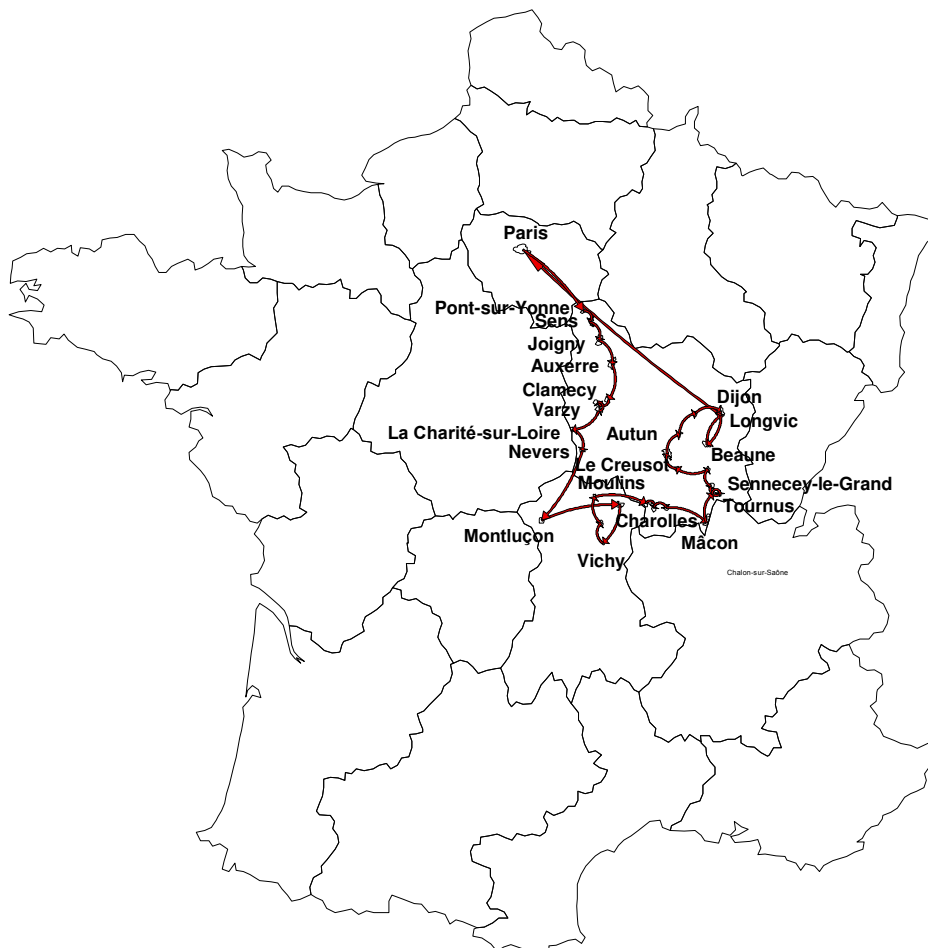 Paris
Pont-sur-Yonne
Sens
Joigny
Auxerre
Clamecy
Varzy
La Charité-sur-Loire
Nevers
Dijon
Longvic
Autun
Beaune
Le Creusot
Moulins
Sennecey-le-Grand
Tournus
Charolles
Montluçon
Mâcon
Vichy
Chalon-sur-Saône